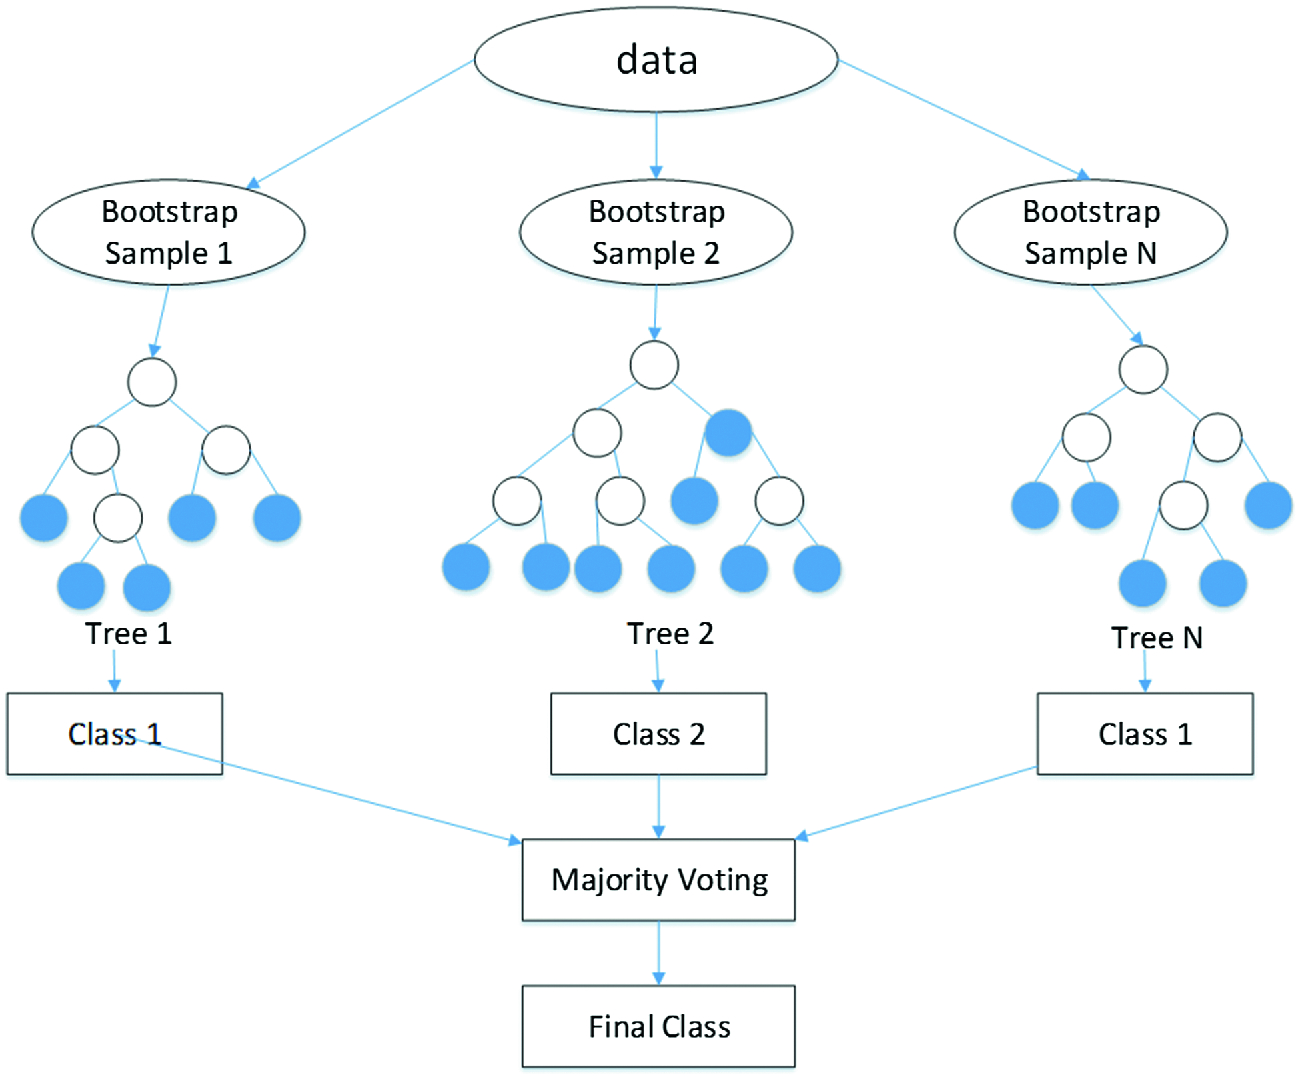 data
Bootstrap
Sample 1
Bootstrap
Sample 2
Bootstrap
Sample N
Tree 1
Tree 2
Tree N
Class 1
Class 2
Class 1
Majority Voting
Final Class